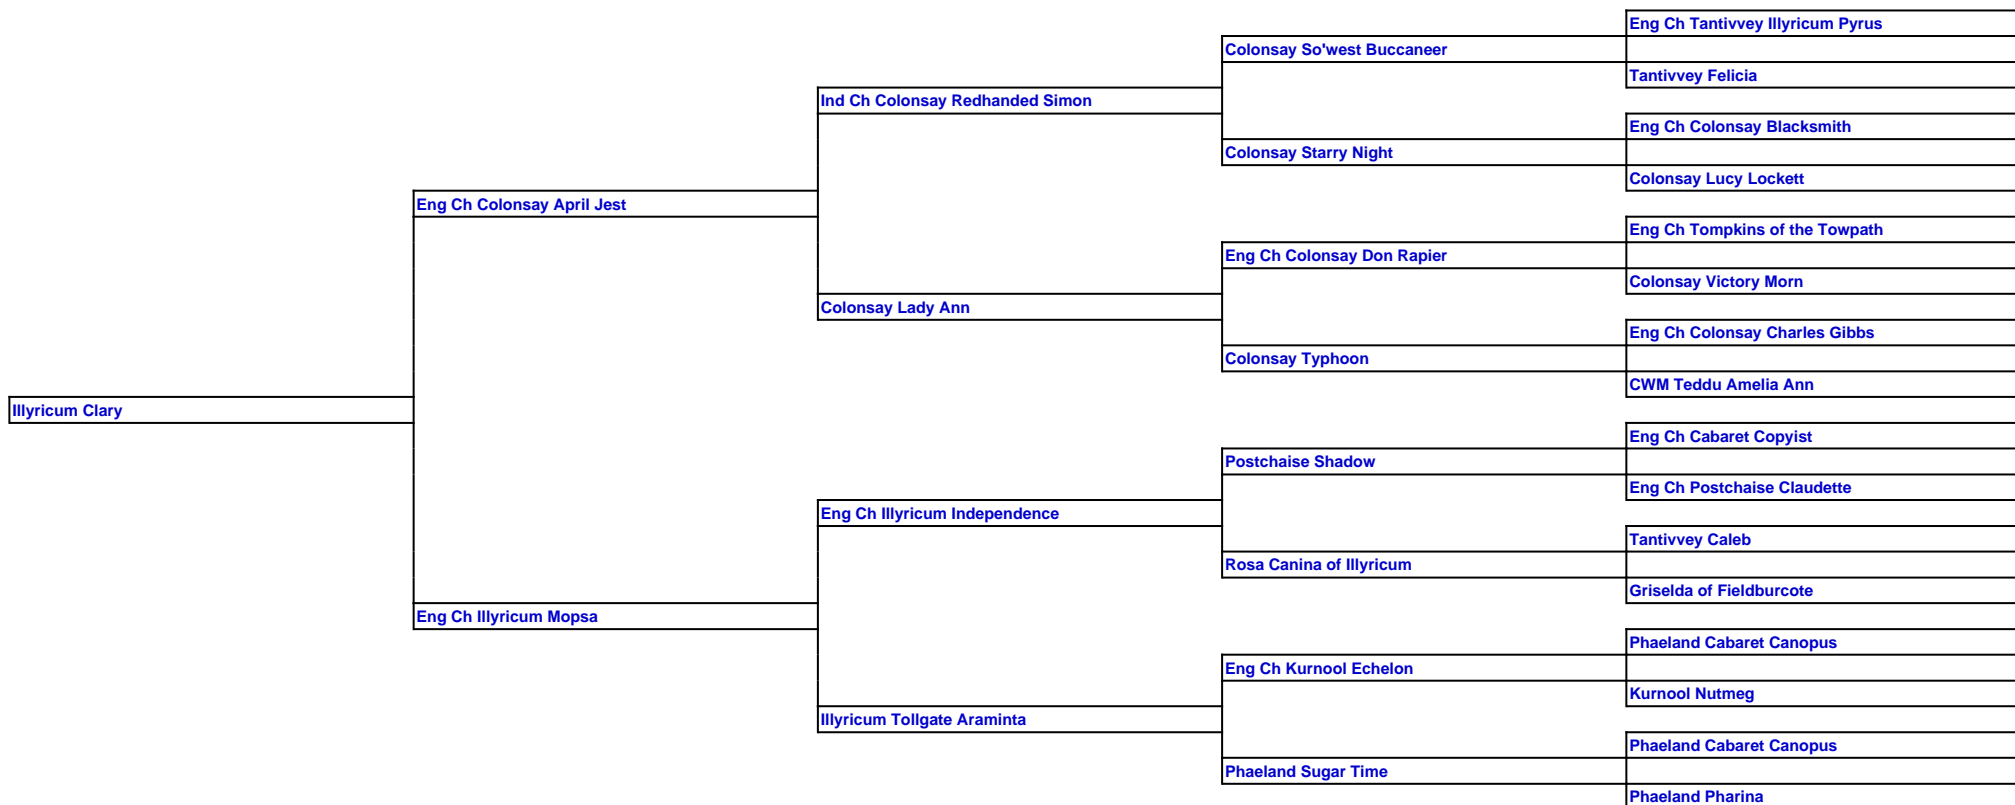 Eng Ch Tantivvey Illyricum Pyrus
Colonsay So'west Buccaneer
Tantivvey Felicia
Ind Ch Colonsay Redhanded Simon
Eng Ch Colonsay Blacksmith
Colonsay Starry Night
Colonsay Lucy Lockett
Eng Ch Colonsay April Jest
Eng Ch Tompkins of the Towpath
Eng Ch Colonsay Don Rapier
Colonsay Victory Morn
Colonsay Lady Ann
Eng Ch Colonsay Charles Gibbs
Colonsay Typhoon
CWM Teddu Amelia Ann
Illyricum Clary
Eng Ch Cabaret Copyist
Postchaise Shadow
Eng Ch Postchaise Claudette
Eng Ch Illyricum Independence
Tantivvey Caleb
Rosa Canina of Illyricum
Griselda of Fieldburcote
Eng Ch Illyricum Mopsa
Phaeland Cabaret Canopus
Eng Ch Kurnool Echelon
Kurnool Nutmeg
Illyricum Tollgate Araminta
Phaeland Cabaret Canopus
Phaeland Sugar Time
Phaeland Pharina